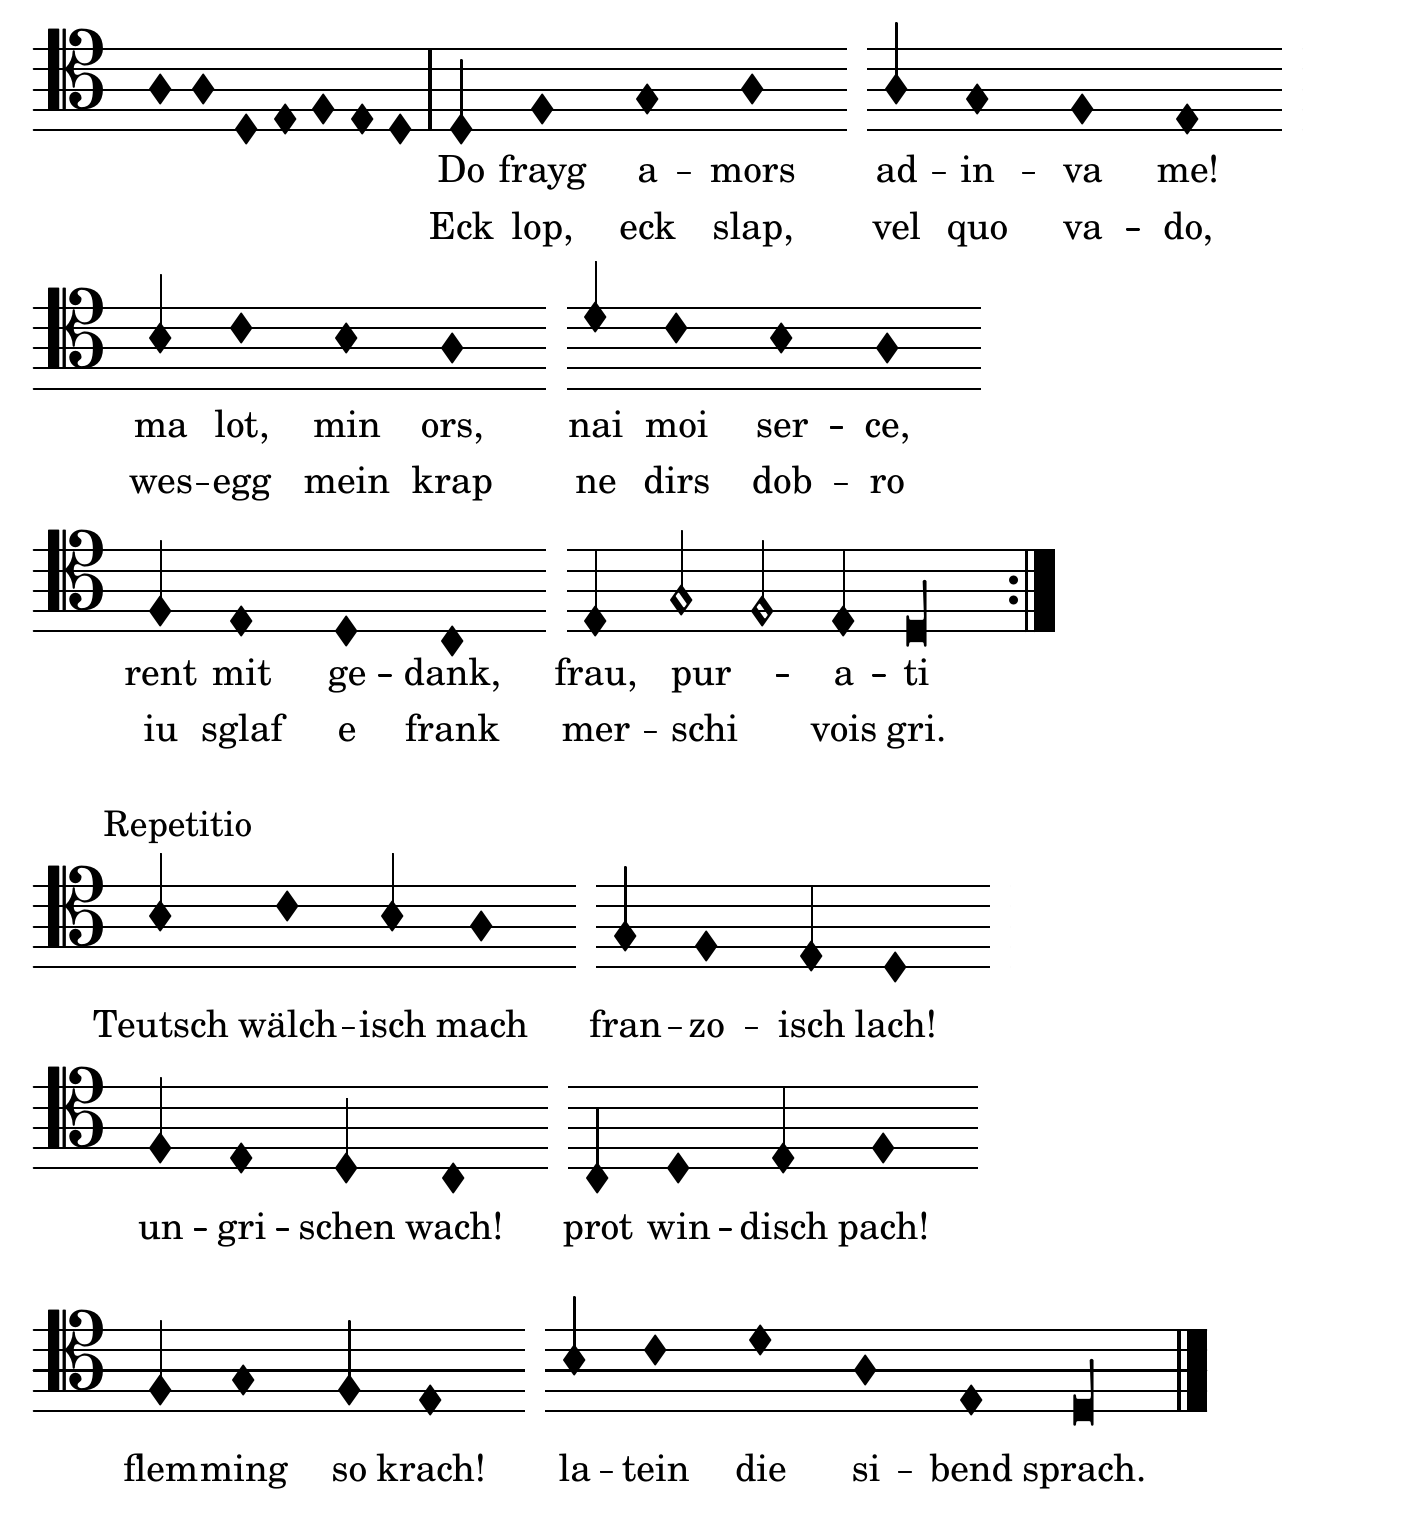 Do frayg a – mors ad – in – va me!
Eck lop, eck slap, vel quo va – do,
ma lot, min ors, nai moi ser – ce,
wes – egg mein krap ne dirs dob – ro
rent mit ge – dank, frau, pur – a – ti
iu sglaf e frank mer – schi vois gri.
Repetitio
Teutsch wälch – isch mach fran – zo – isch lach!
un – gri – schen wach! prot win – disch pach!
flemming so krach! la – tein die si – bend sprach.